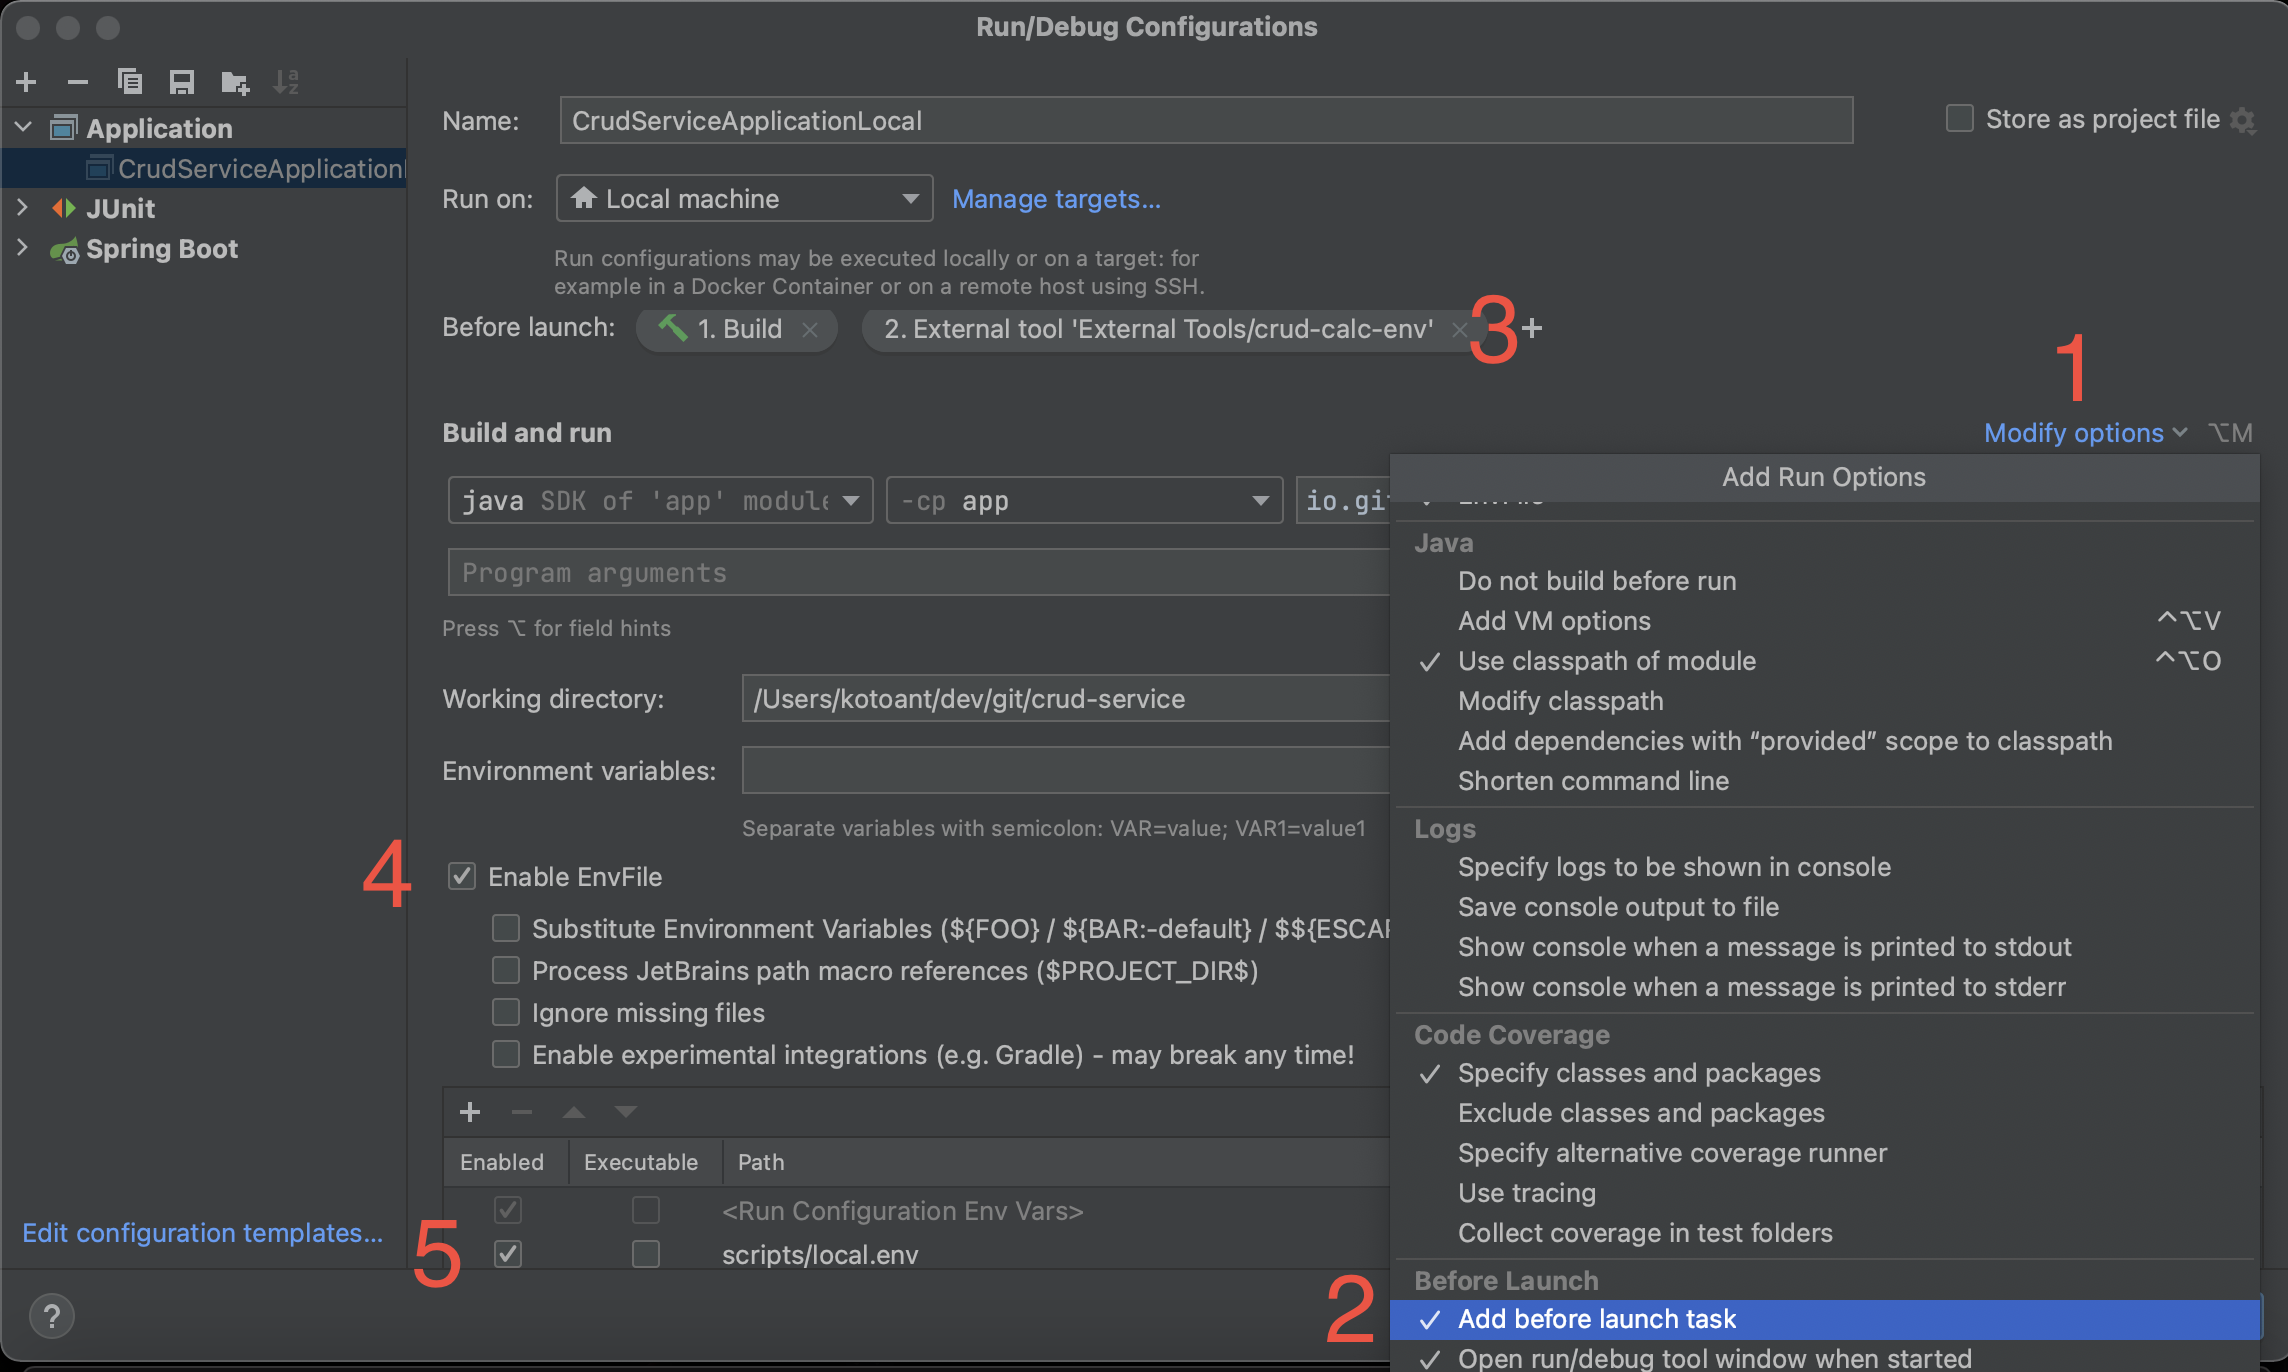 Run/Debug Configurations
Application
CrudServiceApplication
JUnit
Spring Boot
Edit configuration templates...
?
Name: CrudServiceApplicationLocal
Store as project file
Run on: Local machine Manage targets...
Run configurations may be executed locally or on a target: for
example in a Docker Container or on a remote host using SSH.
Before launch: 1. Build × 2. External tool 'External Tools/crud-calc-env' × 3 +
1
Build and run
Modify options ⌥M
java SDK of 'app' module -cp app io.git
Program arguments
Press ⌥ for field hints
Working directory: /Users/kotoant/dev/git/crud-service
Environment variables:
Separate variables with semicolon: VAR=value; VAR1=value1
4 Enable EnvFile
Substitute Environment Variables (${FOO} / ${BAR:-default} / $${ESCAP
Process JetBrains path macro references ($PROJECT_DIR$)
Ignore missing files
Enable experimental integrations (e.g. Gradle) - may break any time!
Enabled Executable Path
<Run Configuration Env Vars>
5 scripts/local.env
Add Run Options
Java
Do not build before run
Add VM options ^⌥V
Use classpath of module ^⌥O
Modify classpath
Add dependencies with “provided” scope to classpath
Shorten command line
Logs
Specify logs to be shown in console
Save console output to file
Show console when a message is printed to stdout
Show console when a message is printed to stderr
Code Coverage
Specify classes and packages
Exclude classes and packages
Specify alternative coverage runner
Use tracing
Collect coverage in test folders
Before Launch
2 Add before launch task
Open run/debug tool window when started